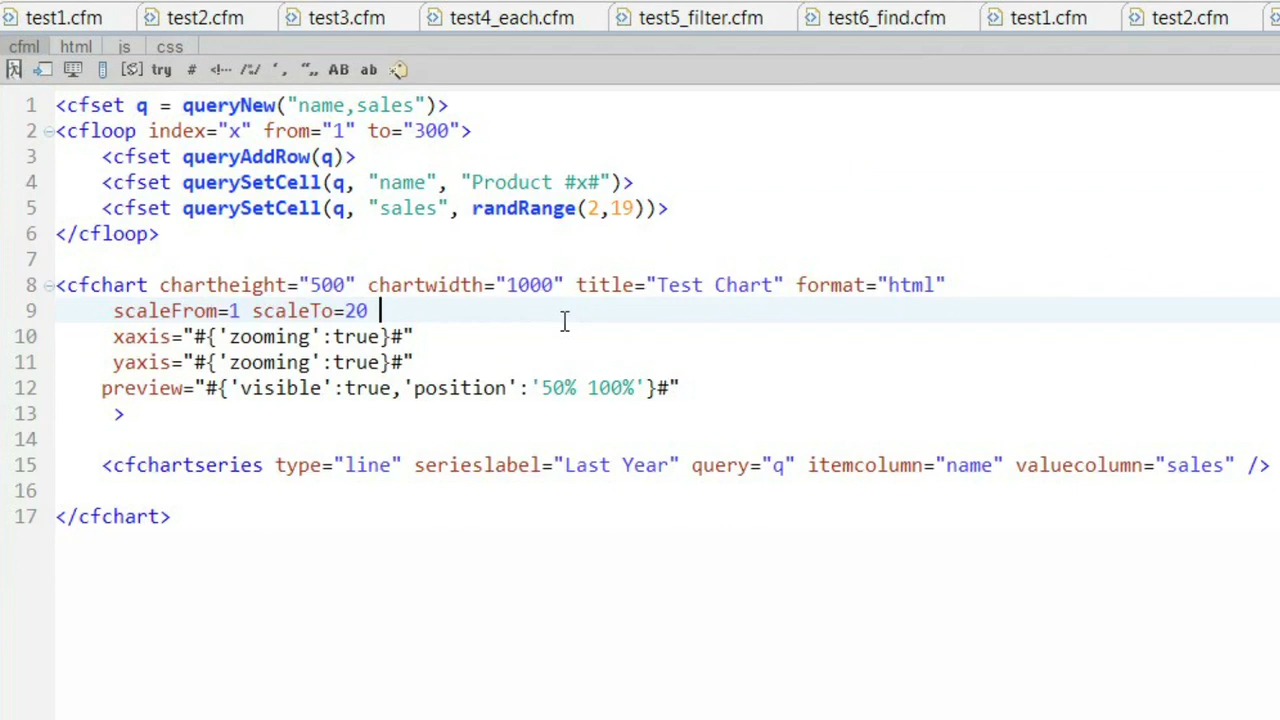 test1.cfm test2.cfm test3.cfm test4_each.cfm test5_filter.cfm test6_find.cfm test1.cfm test2.cfm
cfml html js css
[S] try # <!-- /*/ ‘, “„ AB ab
1 <cfset q = queryNew("name,sales")>
2 <cfloop index="x" from="1" to="300">
3 <cfset queryAddRow(q)>
4 <cfset querySetCell(q, "name", "Product #x#")>
5 <cfset querySetCell(q, "sales", randRange(2,19))>
6 </cfloop>
7
8 <cfchart chartheight="500" chartwidth="1000" title="Test Chart" format="html"
9 scaleFrom=1 scaleTo=20
10 xaxis="#{'zooming':true}#"
11 yaxis="#{'zooming':true}#"
12 preview="#{'visible':true,'position':'50% 100%'}#"
13 >
14
15 <cfchartseries type="line" serieslabel="Last Year" query="q" itemcolumn="name" valuecolumn="sales" />
16
17 </cfchart>